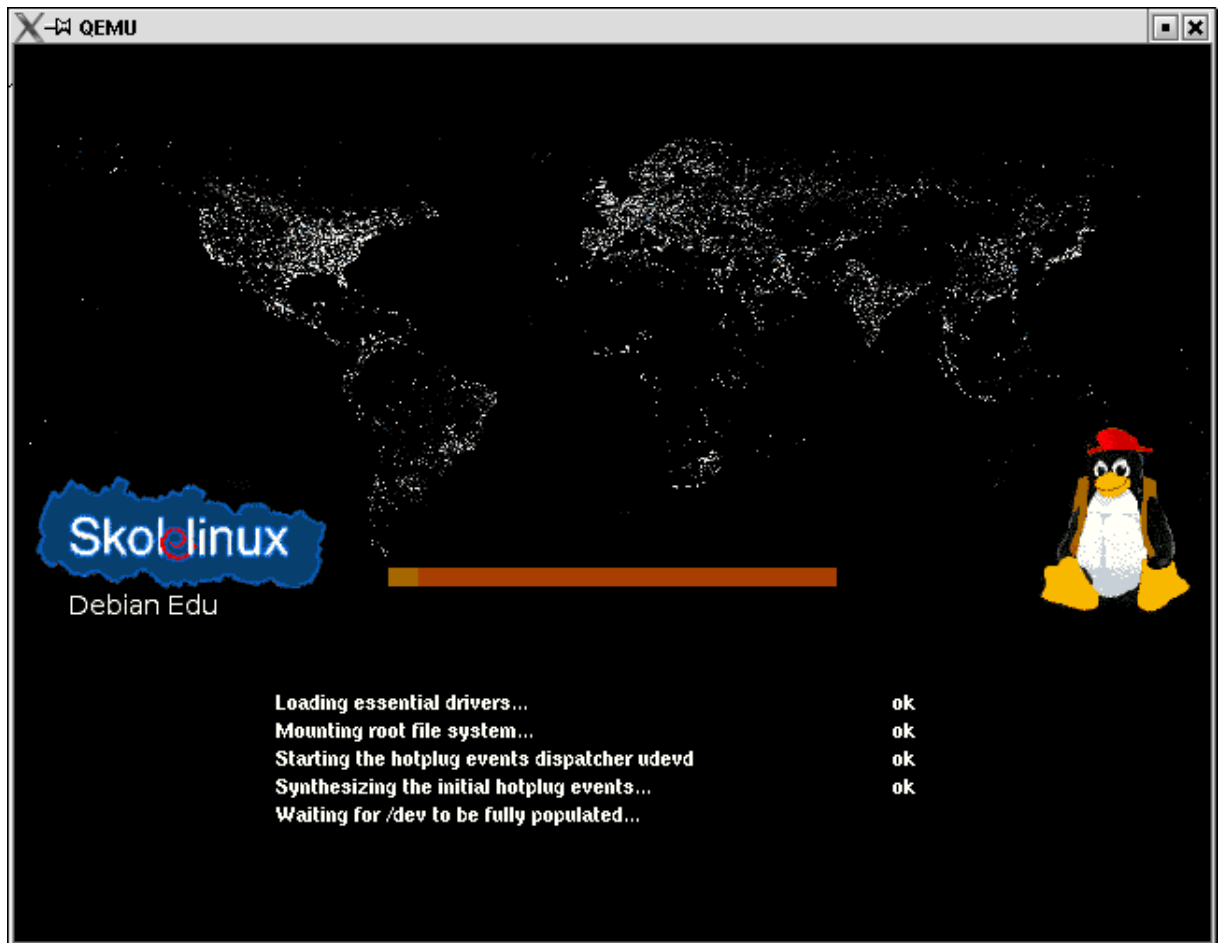 QEMU
Skolelinux
Debian Edu
Loading essential drivers... ok
Mounting root file system... ok
Starting the hotplug events dispatcher udevd ok
Synthesizing the initial hotplug events... ok
Waiting for /dev to be fully populated...